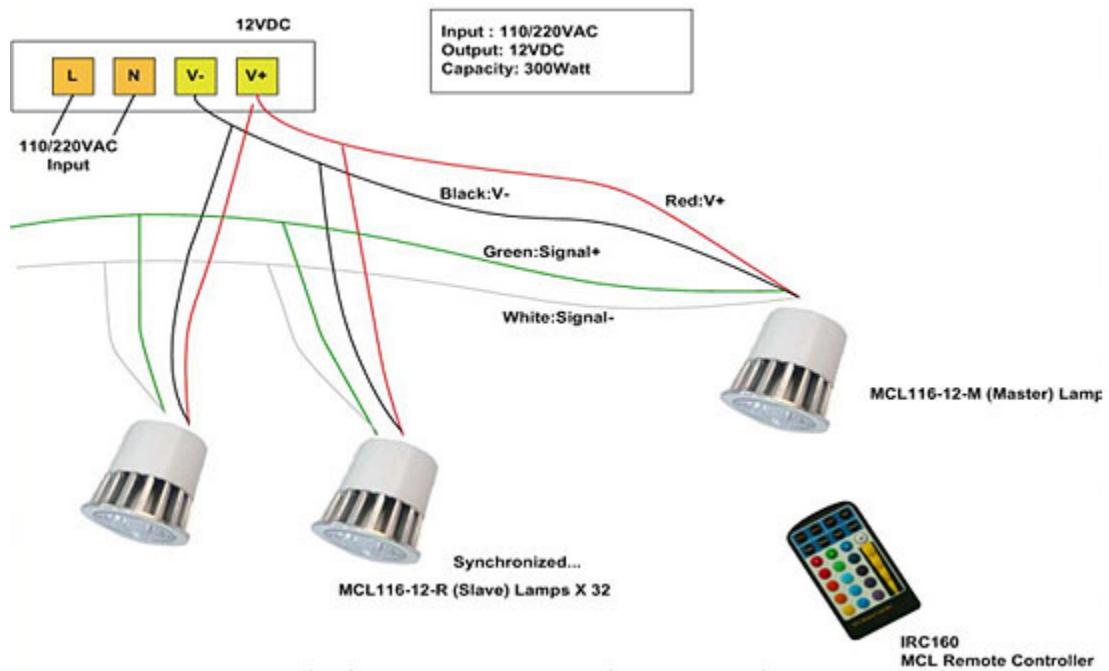 12VDC
Input : 110/220VAC
Output: 12VDC
Capacity: 300Watt
L
N
V-
V+
110/220VAC
Input
Black:V-
Red:V+
Green:Signal+
White:Signal-
MCL116-12-M (Master) Lamp
Synchronized...
MCL116-12-R (Slave) Lamps X 32
IRC160
MCL Remote Controller